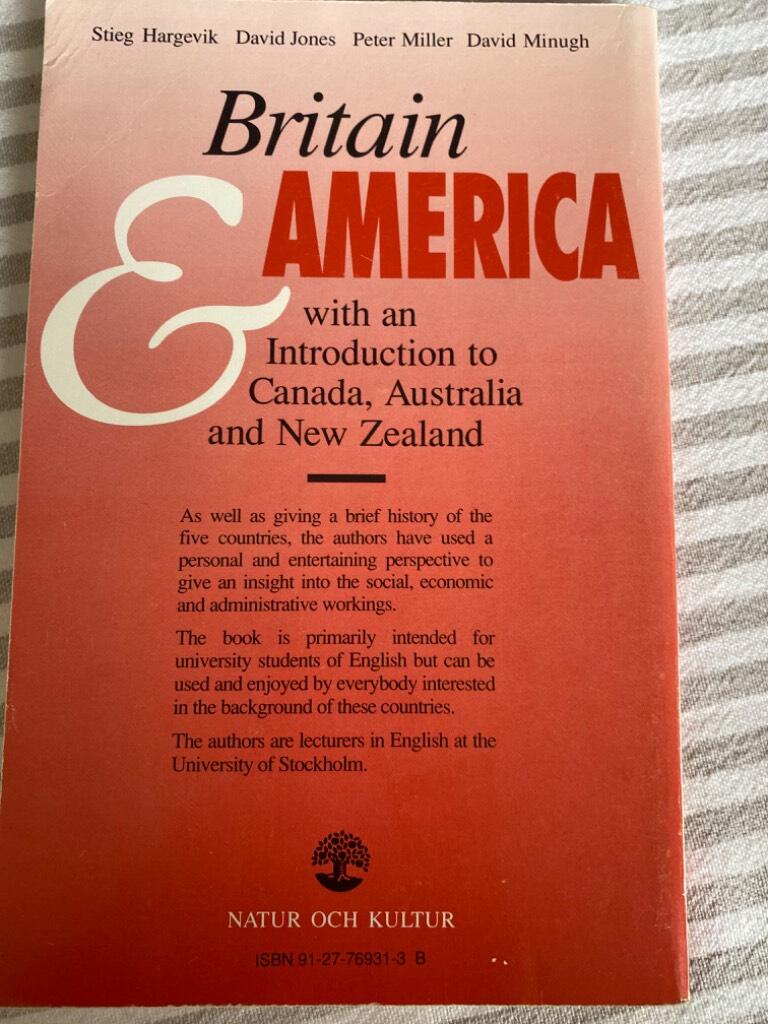 Stieg Hargevik David Jones Peter Miller David Minugh
Britain
& AMERICA
with an
Introduction to
Canada, Australia
and New Zealand
As well as giving a brief history of the
five countries, the authors have used a
personal and entertaining perspective to
give an insight into the social, economic
and administrative workings.
The book is primarily intended for
university students of English but can be
used and enjoyed by everybody interested
in the background of these countries.
The authors are lecturers in English at the
University of Stockholm.
NATUR OCH KULTUR
ISBN 91-27-76931-3 B